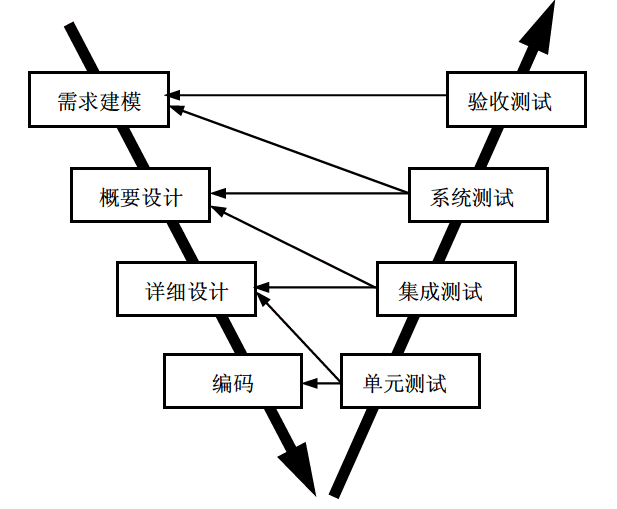 需求建模
验收测试
概要设计
系统测试
详细设计
集成测试
编码
单元测试